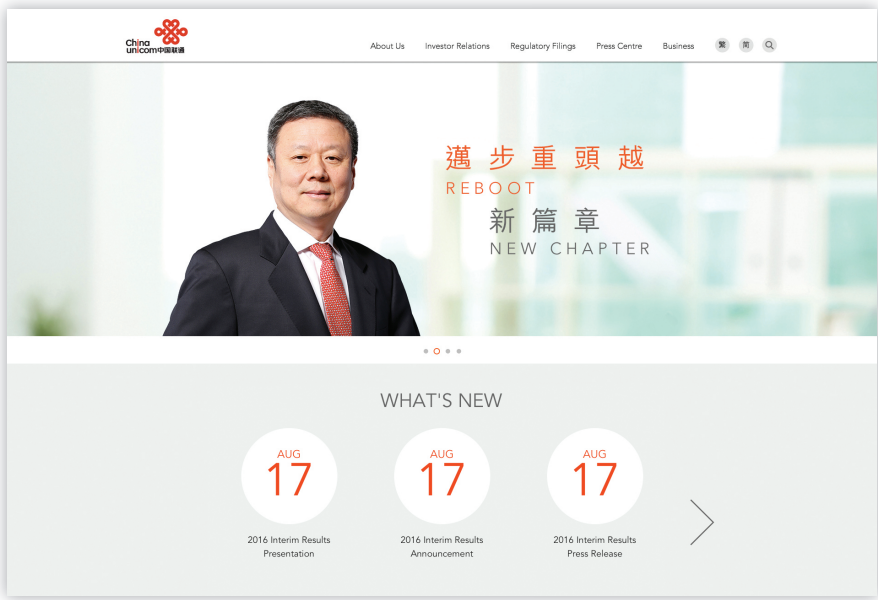 China
unicom中国联通
About Us
Investor Relations
Regulatory Filings
Press Centre
Business
繁
简
邁步重頭越
REBOOT
新篇章
NEW CHAPTER
WHAT'S NEW
AUG
17
2016 Interim Results
Presentation
AUG
17
2016 Interim Results
Announcement
AUG
17
2016 Interim Results
Press Release